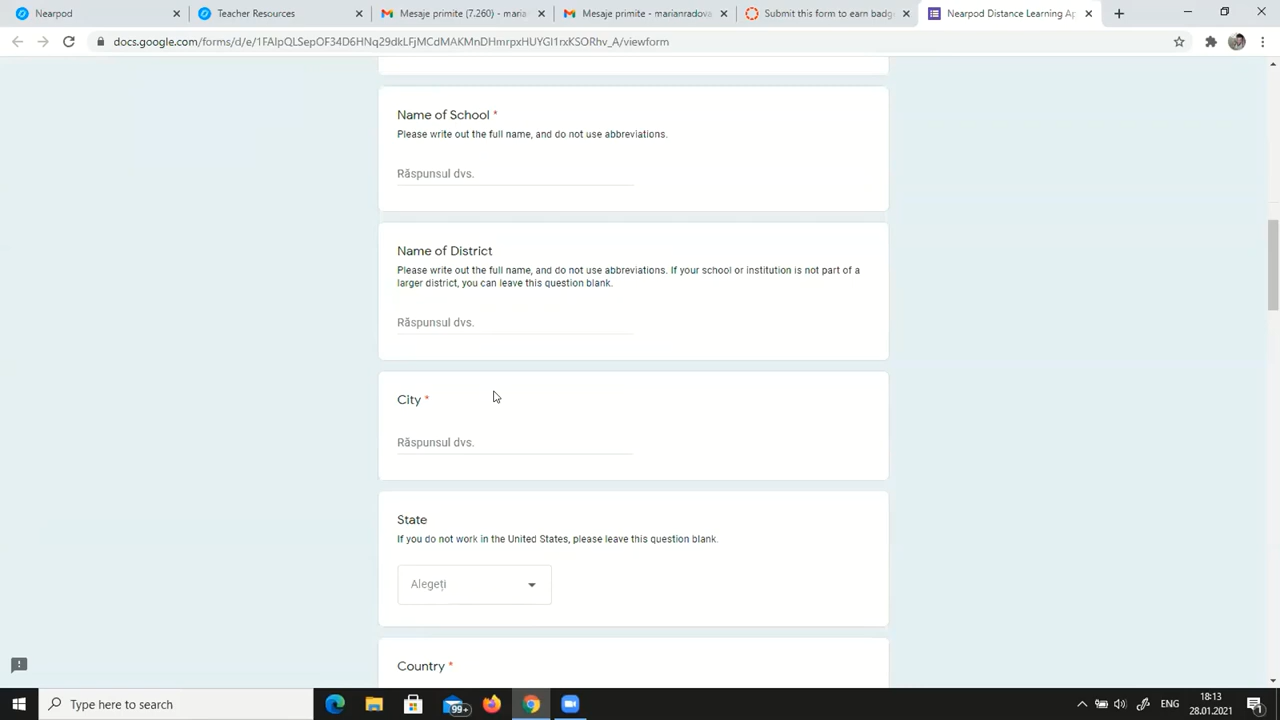 Nearpod
Teacher Resources
Mesaje primite (7.260) - maria
Mesaje primite - marianradova
Submit this form to earn badg
Nearpod Distance Learning Ap
docs.google.com/forms/d/e/1FAIpQLSepOF34D6HNq29dkLFjMCdMAKMnDHmrpxHUYGI1rxKSORhv_A/viewform
Name of School *
Please write out the full name, and do not use abbreviations.
Răspunsul dvs.
Name of District
Please write out the full name, and do not use abbreviations. If your school or institution is not part of a
larger district, you can leave this question blank.
Răspunsul dvs.
City *
Răspunsul dvs.
State
If you do not work in the United States, please leave this question blank.
Alegeți
Country *
Type here to search
99+
ENG
18:13
28.01.2021
1